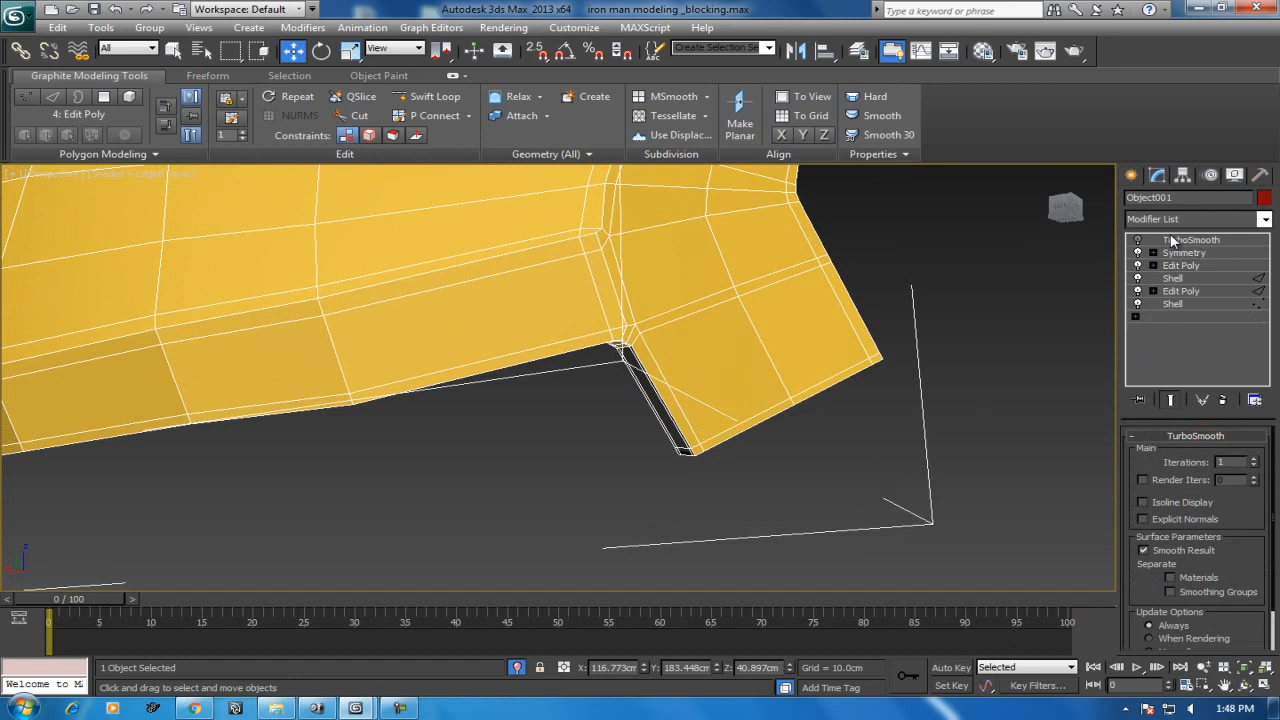 Workspace: Default
Autodesk 3ds Max 2013 x64 iron man modeling _blocking.max
Type a keyword or phrase
Edit Tools Group Views Create Modifiers Animation Graph Editors Rendering Customize MAXScript Help
All View 2.5 Create Selection Se
Graphite Modeling Tools Freeform Selection Object Paint
4: Edit Poly
Repeat QSlice Swift Loop
NURMS Cut P Connect
1 Constraints:
Relax Create
Attach
MSmooth
Tessellate
Use Displac...
Make Planar
To View
To Grid
X Y Z
Hard
Smooth
Smooth 30
Polygon Modeling Edit Geometry (All) Subdivision Align Properties
Object001
Modifier List
TurboSmooth
Symmetry
Edit Poly
Shell
Edit Poly
Shell
TurboSmooth
Main:
Iterations: 1
Render Iters: 0
Isoline Display
Explicit Normals
Surface Parameters
Smooth Result
Separate
Materials
Smoothing Groups
Update Options
Always
When Rendering
z
0 / 100
0 5 10 15 20 25 30 35 40 45 50 55 60 65 70 75 80 85 90 95 100
1 Object Selected X: 116.773cm Y: 183.448cm Z: 40.897cm Grid = 10.0cm Auto Key Selected
Welcome to M Click and drag to select and move objects Add Time Tag Set Key Key Filters... 0
1:48 PM